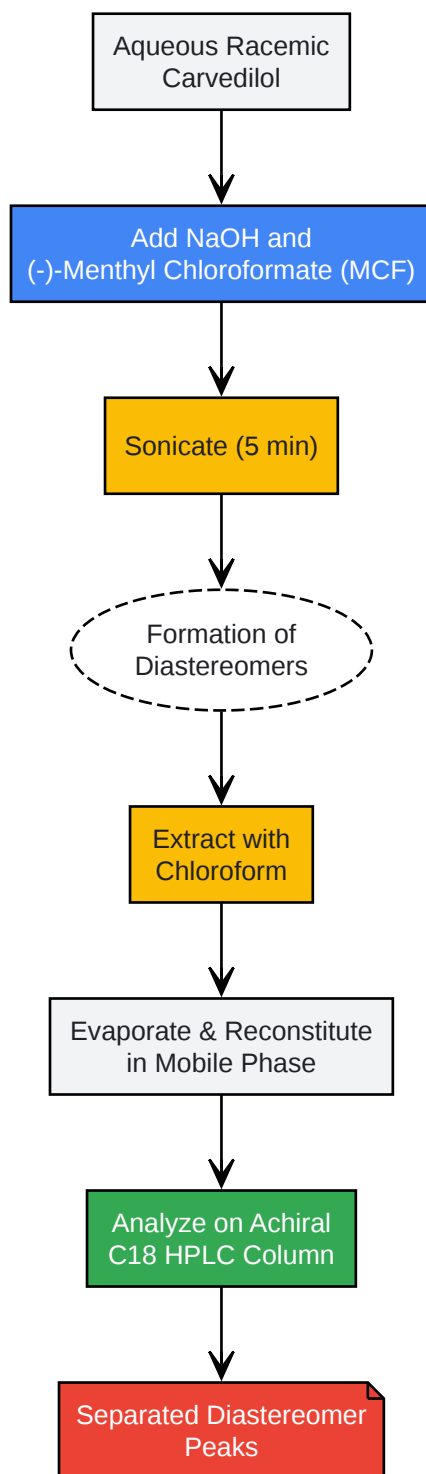 Aqueous Racemic
Carvedilol
Add NaOH and
(-)-Menthyl Chloroformate (MCF)
Sonicate (5 min)
Formation of
Diastereomers
Extract with
Chloroform
Evaporate & Reconstitute
in Mobile Phase
Analyze on Achiral
C18 HPLC Column
Separated Diastereomer
Peaks